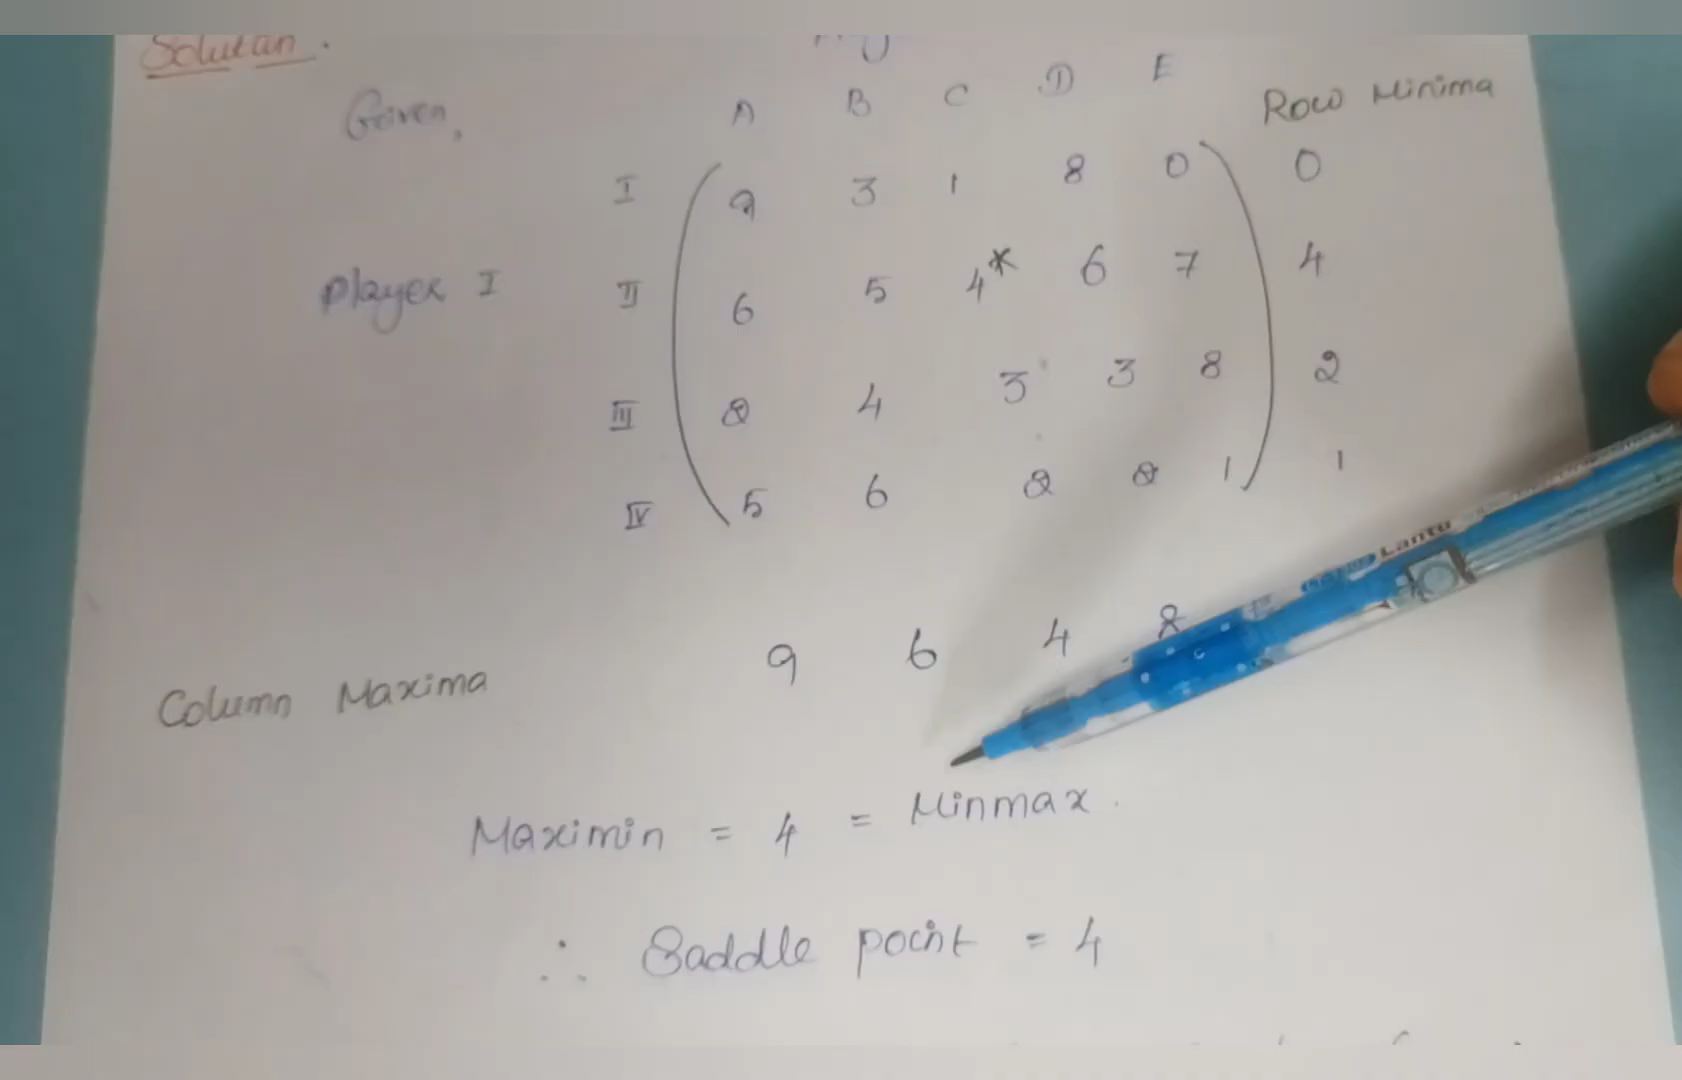 Solution.
A B C D E Row Minima
Given,
I 9 3 1 8 0 0
Player I II 6 5 4* 6 7 4
III 2 4 3 3 8 2
IV 5 6 2 2 1 1
Column Maxima 9 6 4 8
Maximin = 4 = Minmax.
∴ Saddle point = 4